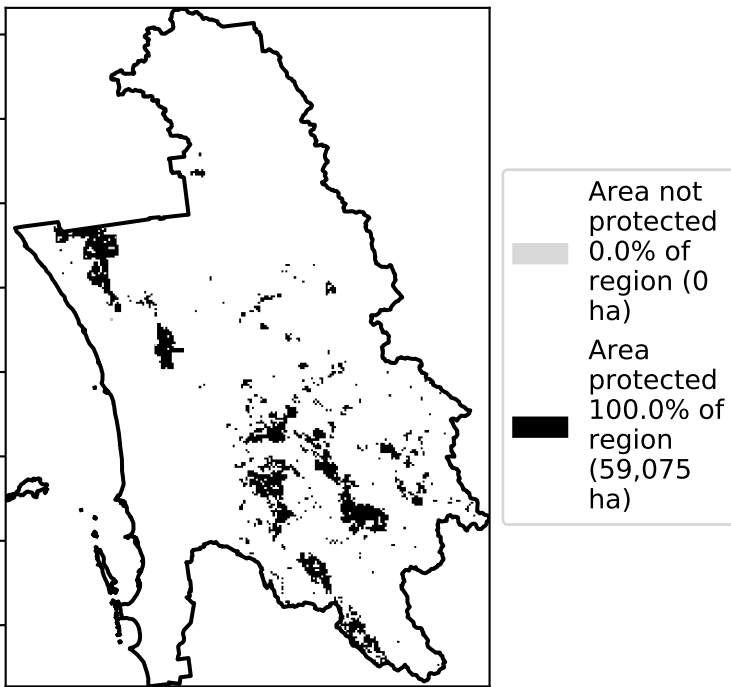 Area not
protected
0.0% of
region (0
ha)
Area
protected
100.0% of
region
(59,075
ha)